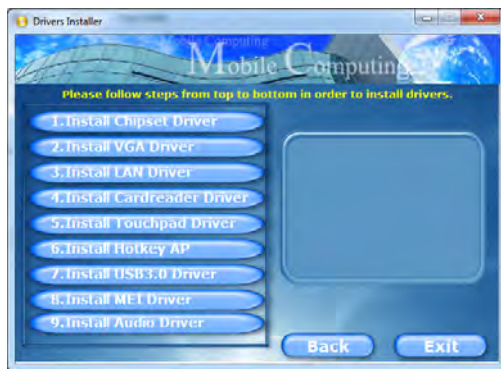 Drivers Installer
Mobile Computing
Mobile Computing
Please follow steps from top to bottom in order to install drivers.
1.Install Chipset Driver
2.Install VGA Driver
3.Install LAN Driver
4.Install Cardreader Driver
5.Install Touchpad Driver
6.Install Hotkey AP
7.Install USB3.0 Driver
8.Install MEI Driver
9.Install Audio Driver
Back
Exit